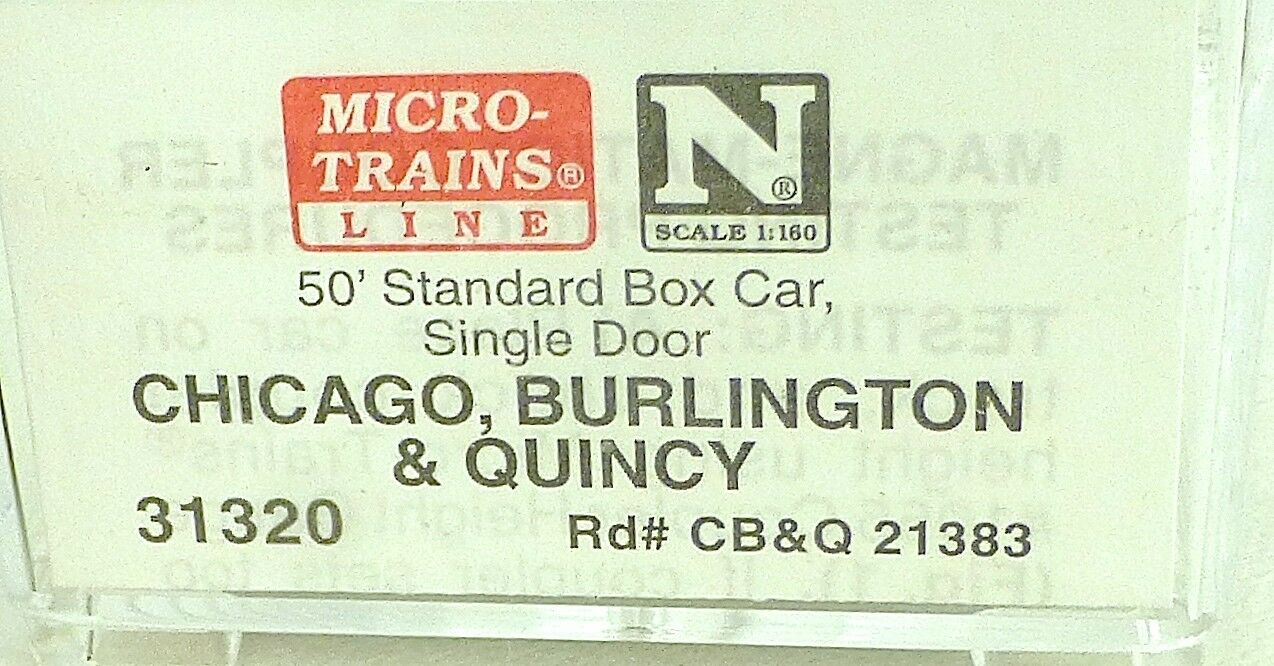 MICRO-
TRAINS®
LINE
N®
SCALE 1:160
50' Standard Box Car,
Single Door
CHICAGO, BURLINGTON
& QUINCY
31320 Rd# CB&Q 21383